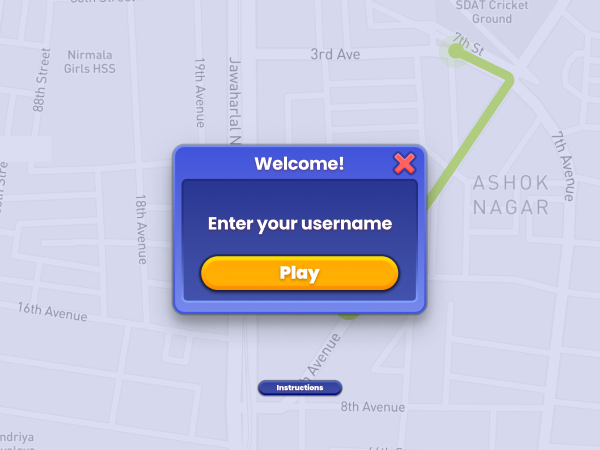 SDAT Cricket
Ground
7th St
3rd Ave
Nirmala
Girls HSS
88th Street
19th Avenue
Jawaharlal N
7th Avenue
Welcome!
ASHOK
NAGAR
Enter your username
18th Avenue
Play
16th Avenue
Avenue
Instructions
8th Avenue